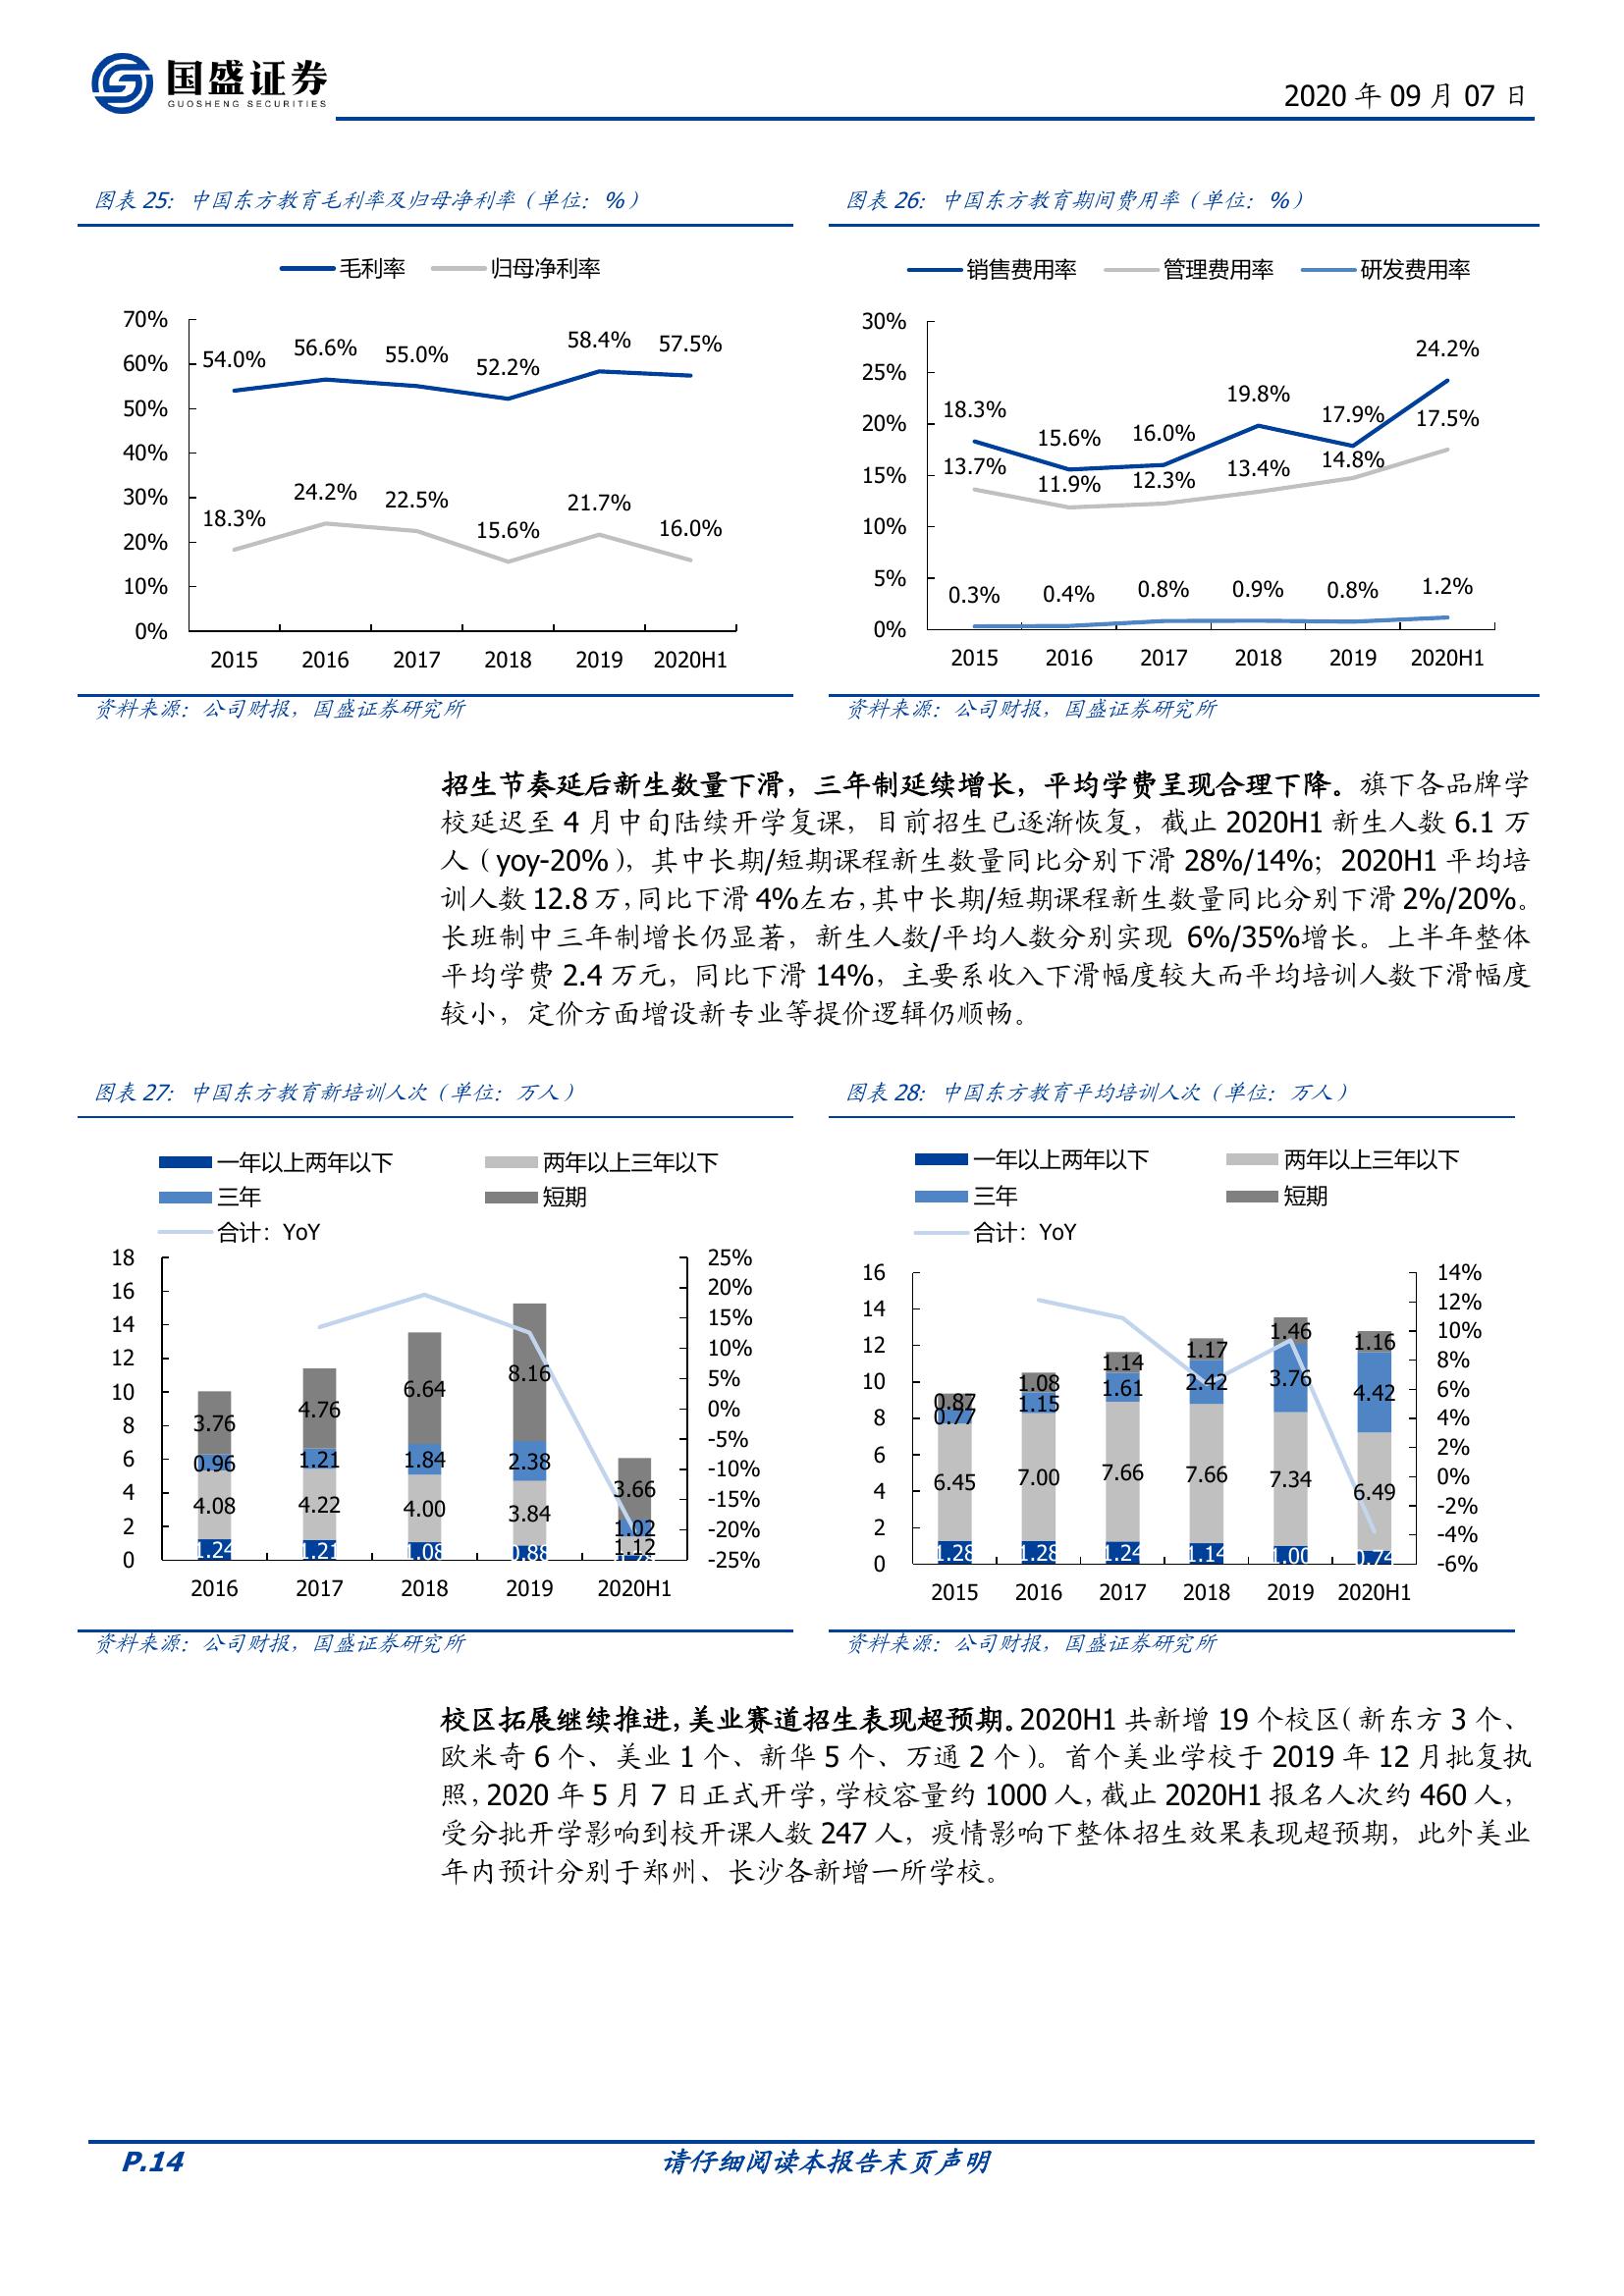 国盛证券
GUOSHENG SECURITIES
2020 年 09 月 07 日
图表 25：中国东方教育毛利率及归母净利率（单位：%）
毛利率 归母净利率
70%
60%
50%
40%
30%
20%
10%
0%
54.0% 56.6% 55.0% 52.2% 58.4% 57.5%
18.3% 24.2% 22.5% 15.6% 21.7% 16.0%
2015 2016 2017 2018 2019 2020H1
资料来源：公司财报，国盛证券研究所
图表 26：中国东方教育期间费用率（单位：%）
销售费用率 管理费用率 研发费用率
30%
25%
20%
15%
10%
5%
0%
18.3% 15.6% 16.0% 19.8% 17.9% 24.2%
13.7% 11.9% 12.3% 13.4% 14.8% 17.5%
0.3% 0.4% 0.8% 0.9% 0.8% 1.2%
2015 2016 2017 2018 2019 2020H1
资料来源：公司财报，国盛证券研究所
招生节奏延后新生数量下滑，三年制延续增长，平均学费呈现合理下降。旗下各品牌学
校延迟至 4 月中旬陆续开学复课，目前招生已逐渐恢复，截止 2020H1 新生人数 6.1 万
人（yoy-20%），其中长期/短期课程新生数量同比分别下滑 28%/14%；2020H1 平均培
训人数 12.8 万，同比下滑 4%左右，其中长期/短期课程新生数量同比分别下滑 2%/20%。
长班制中三年制增长仍显著，新生人数/平均人数分别实现 6%/35%增长。上半年整体
平均学费 2.4 万元，同比下滑 14%，主要系收入下滑幅度较大而平均培训人数下滑幅度
较小，定价方面增设新专业等提价逻辑仍顺畅。
图表 27：中国东方教育新培训人次（单位：万人）
一年以上两年以下 两年以上三年以下
三年 短期
合计：YoY
18
16
14
12
10
8
6
4
2
0
3.76 4.76 6.64 8.16 3.66
0.96 1.21 1.84 2.38 1.02
4.08 4.22 4.00 3.84 1.12
1.24 1.21 1.08 0.88
25%
20%
15%
10%
5%
0%
-5%
-10%
-15%
-20%
-25%
2016 2017 2018 2019 2020H1
资料来源：公司财报，国盛证券研究所
图表 28：中国东方教育平均培训人次（单位：万人）
一年以上两年以下 两年以上三年以下
三年 短期
合计：YoY
16
14
12
10
8
6
4
2
0
0.87 1.08 1.14 1.17 1.46 1.16
0.77 1.15 1.61 2.42 3.76 4.42
6.45 7.00 7.66 7.66 7.34 6.49
1.28 1.28 1.24 1.14 1.00 0.74
14%
12%
10%
8%
6%
4%
2%
0%
-2%
-4%
-6%
2015 2016 2017 2018 2019 2020H1
资料来源：公司财报，国盛证券研究所
校区拓展继续推进，美业赛道招生表现超预期。2020H1 共新增 19 个校区（新东方 3 个、
欧米奇 6 个、美业 1 个、新华 5 个、万通 2 个）。首个美业学校于 2019 年 12 月批复执
照，2020 年 5 月 7 日正式开学，学校容量约 1000 人，截止 2020H1 报名人次约 460 人，
受分批开学影响到校开课人数 247 人，疫情影响下整体招生效果表现超预期，此外美业
年内预计分别于郑州、长沙各新增一所学校。
P.14
请仔细阅读本报告末页声明